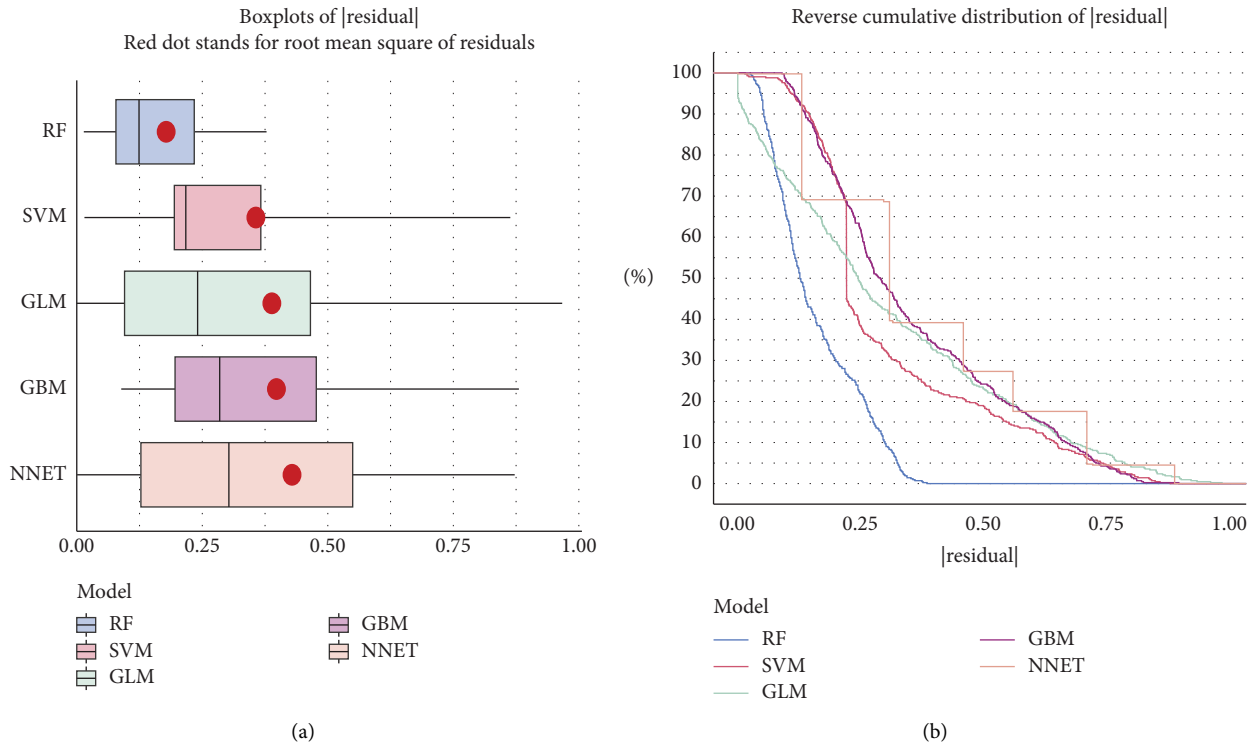 Boxplots of |residual|
Red dot stands for root mean square of residuals
RF
SVM
GLM
GBM
NNET
0.00 0.25 0.50 0.75 1.00
Model
RF
SVM
GLM
GBM
NNET
(a)
Reverse cumulative distribution of |residual|
100
90
80
70
60
50
40
30
20
10
0
(%)
0.00 0.25 0.50 0.75 1.00
|residual|
Model
RF
SVM
GLM
GBM
NNET
(b)